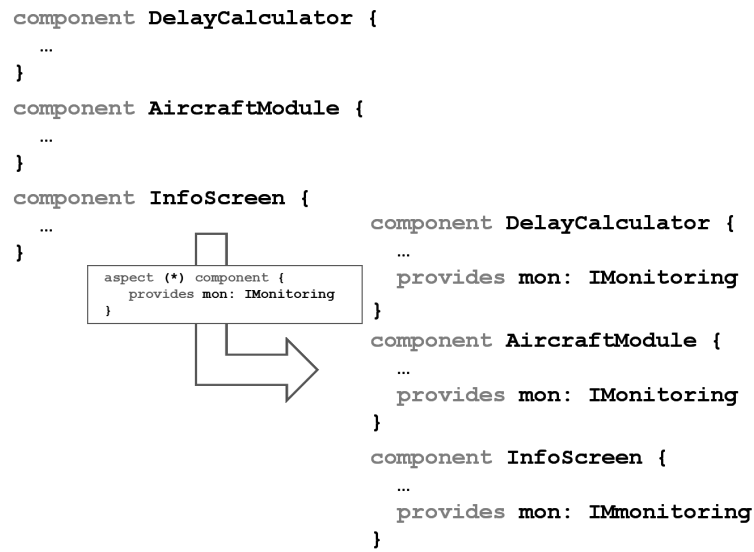 component DelayCalculator {
…
}
component AircraftModule {
…
}
component InfoScreen {
…
}
aspect (*) component {
provides mon: IMonitoring
}
component DelayCalculator {
…
provides mon: IMonitoring
}
component AircraftModule {
…
provides mon: IMonitoring
}
component InfoScreen {
…
provides mon: IMmonitoring
}